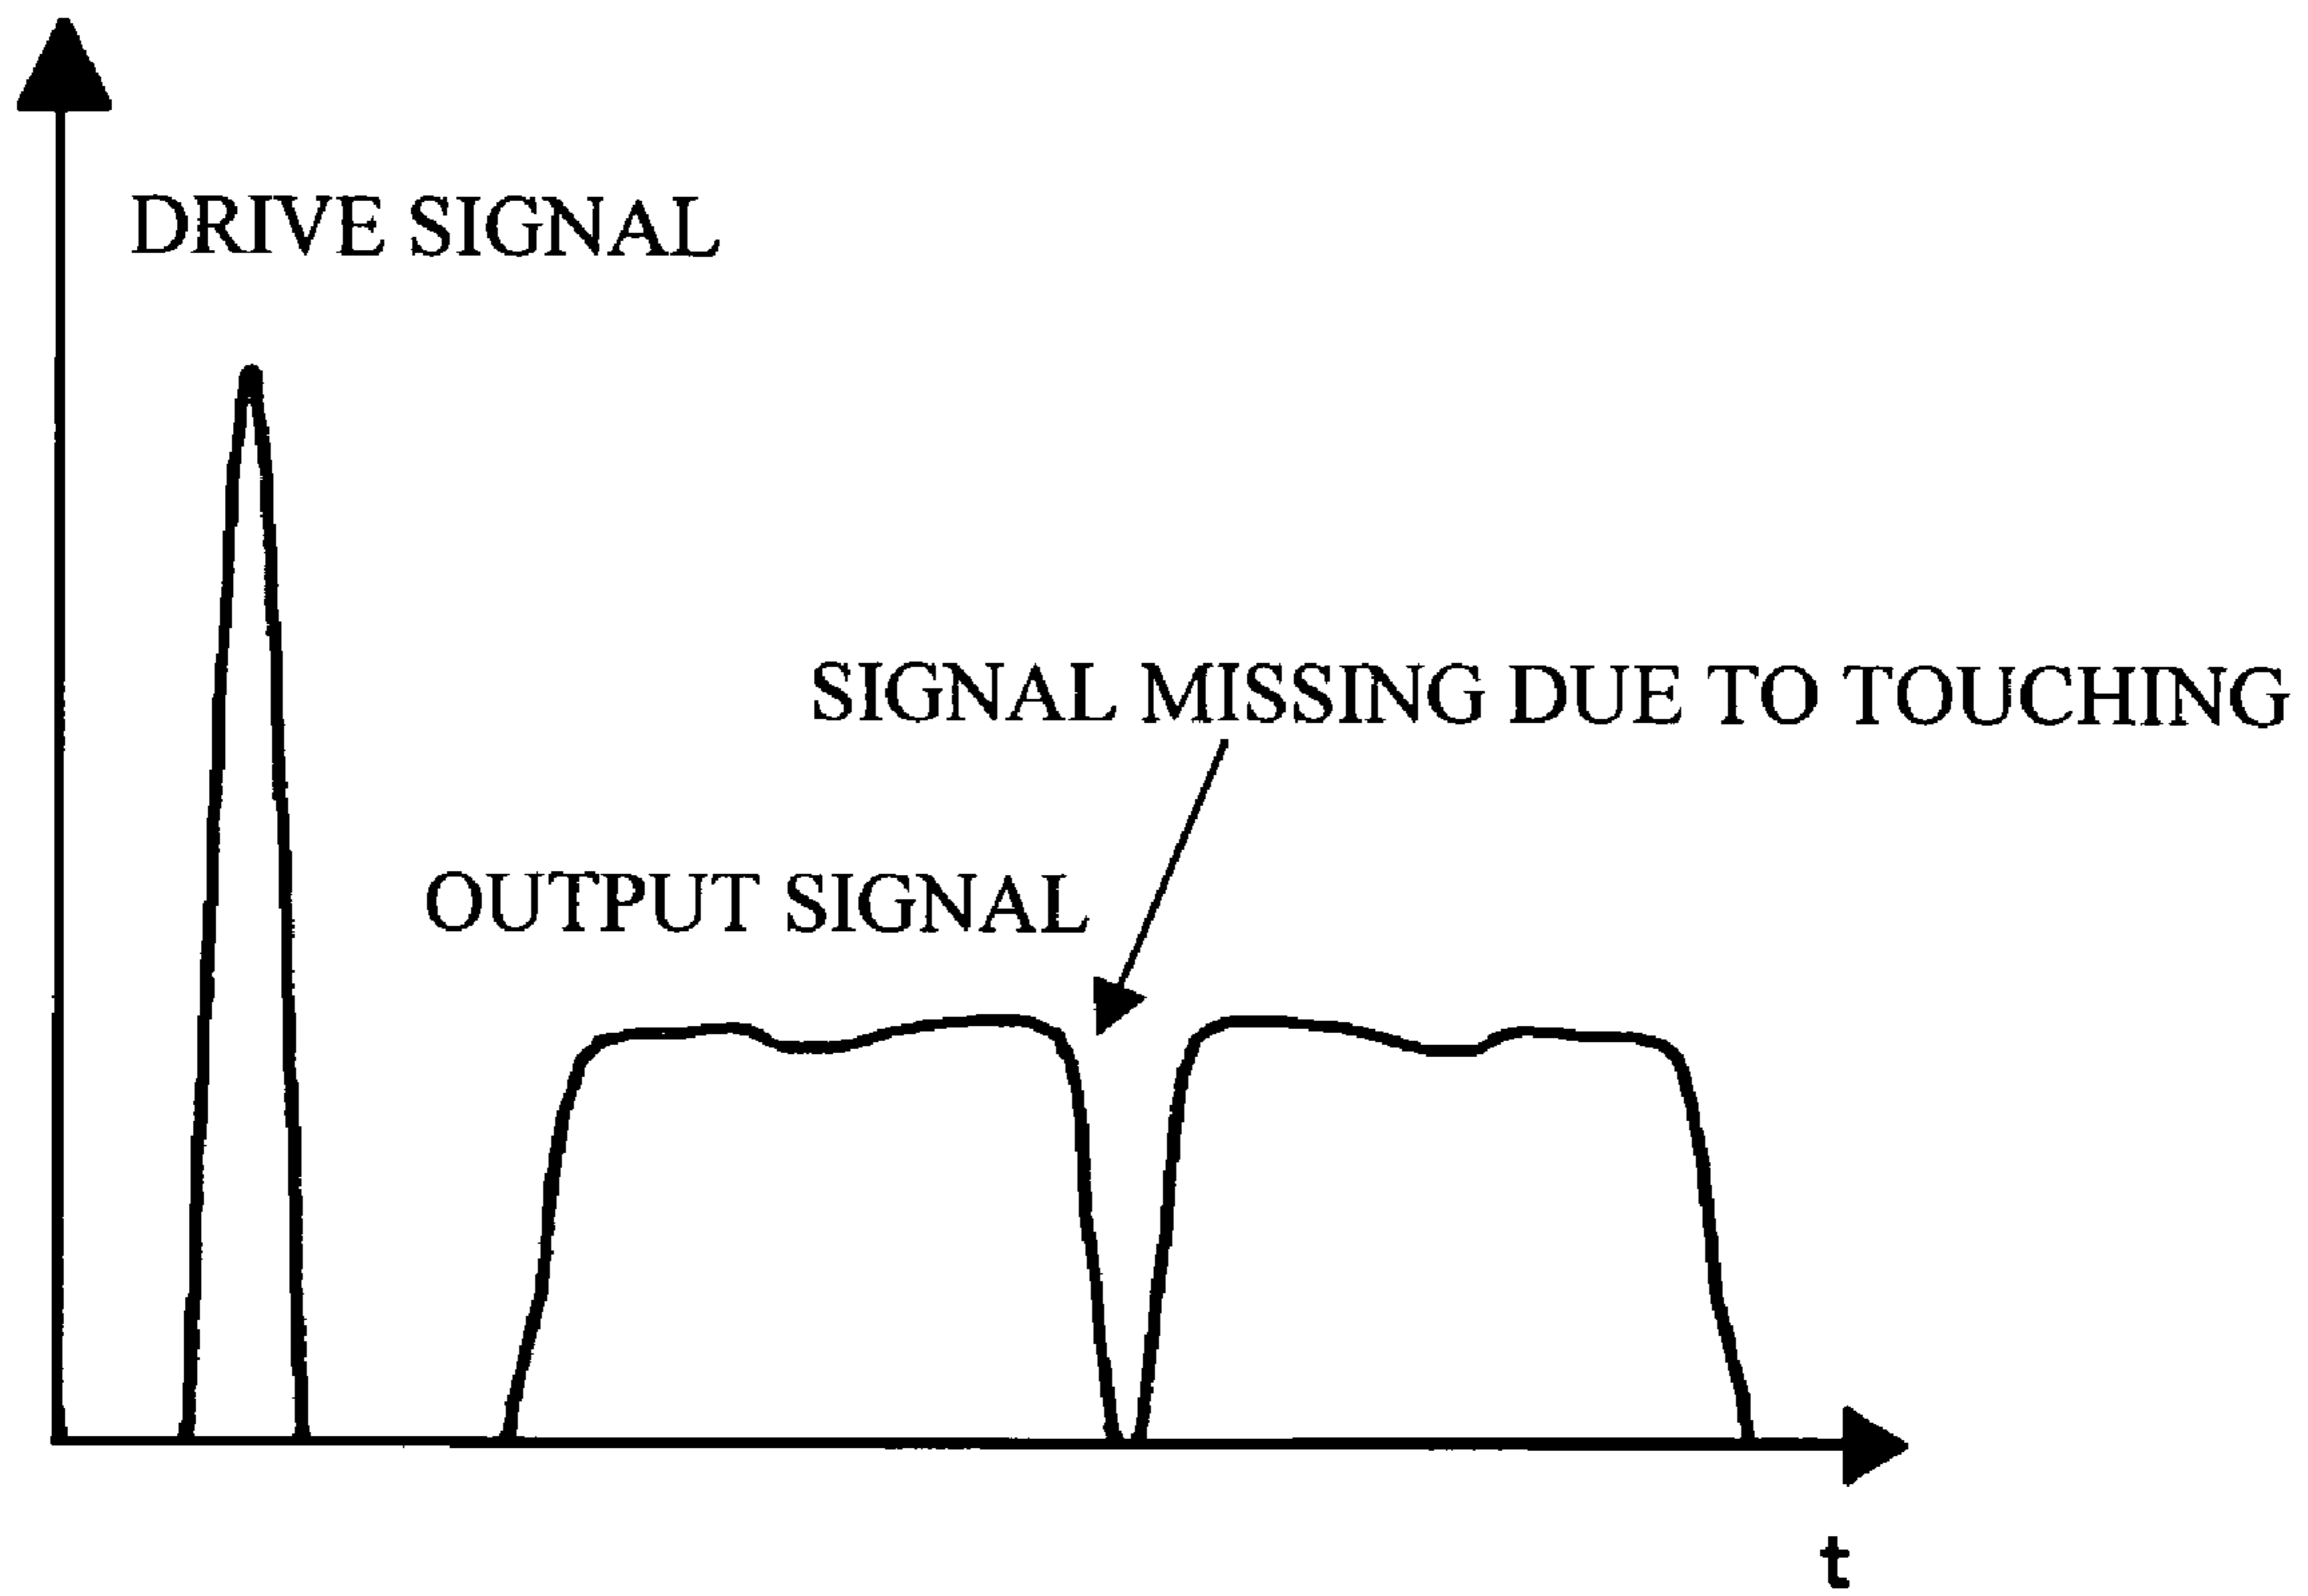 DRIVE SIGNAL
SIGNAL MISSING DUE TO TOUCHING
OUTPUT SIGNAL
t